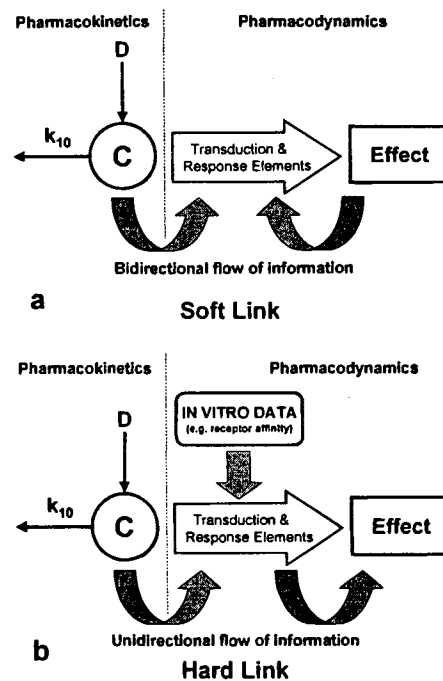 Pharmacokinetics Pharmacodynamics
D
k10
C
Transduction &
Response Elements
Effect
Bidirectional flow of information
a
Soft Link
Pharmacokinetics Pharmacodynamics
IN VITRO DATA
(e.g. receptor affinity)
D
k10
C
Transduction &
Response Elements
Effect
Unidirectional flow of information
b
Hard Link